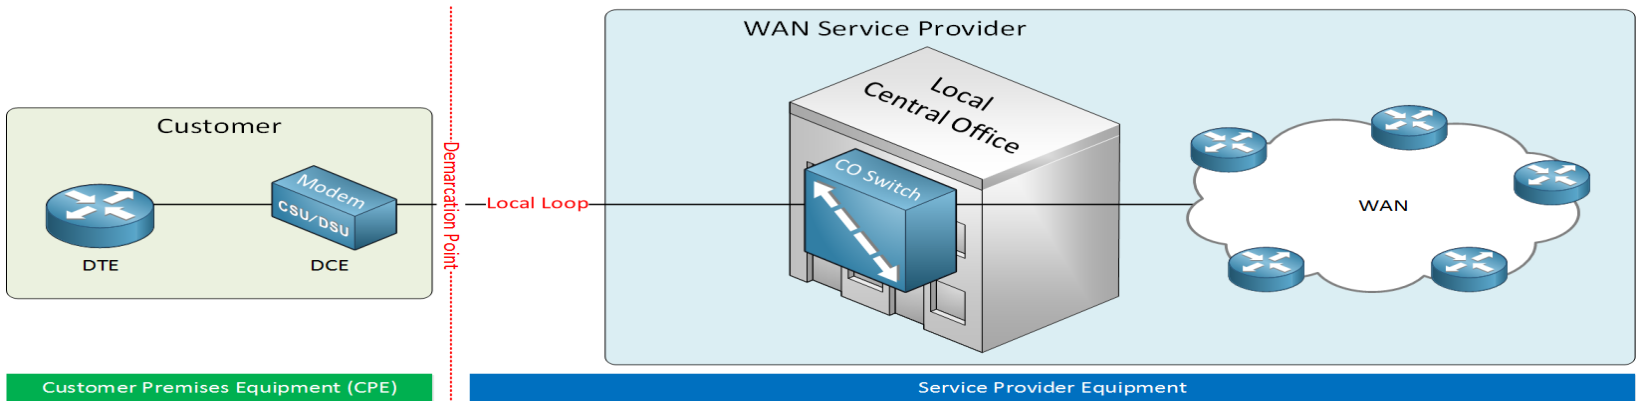 WAN Service Provider
Customer
Modem
CSU/DSU
DTE
DCE
Demarcation Point
Local Loop
Local
Central Office
CO Switch
WAN
Customer Premises Equipment (CPE)
Service Provider Equipment